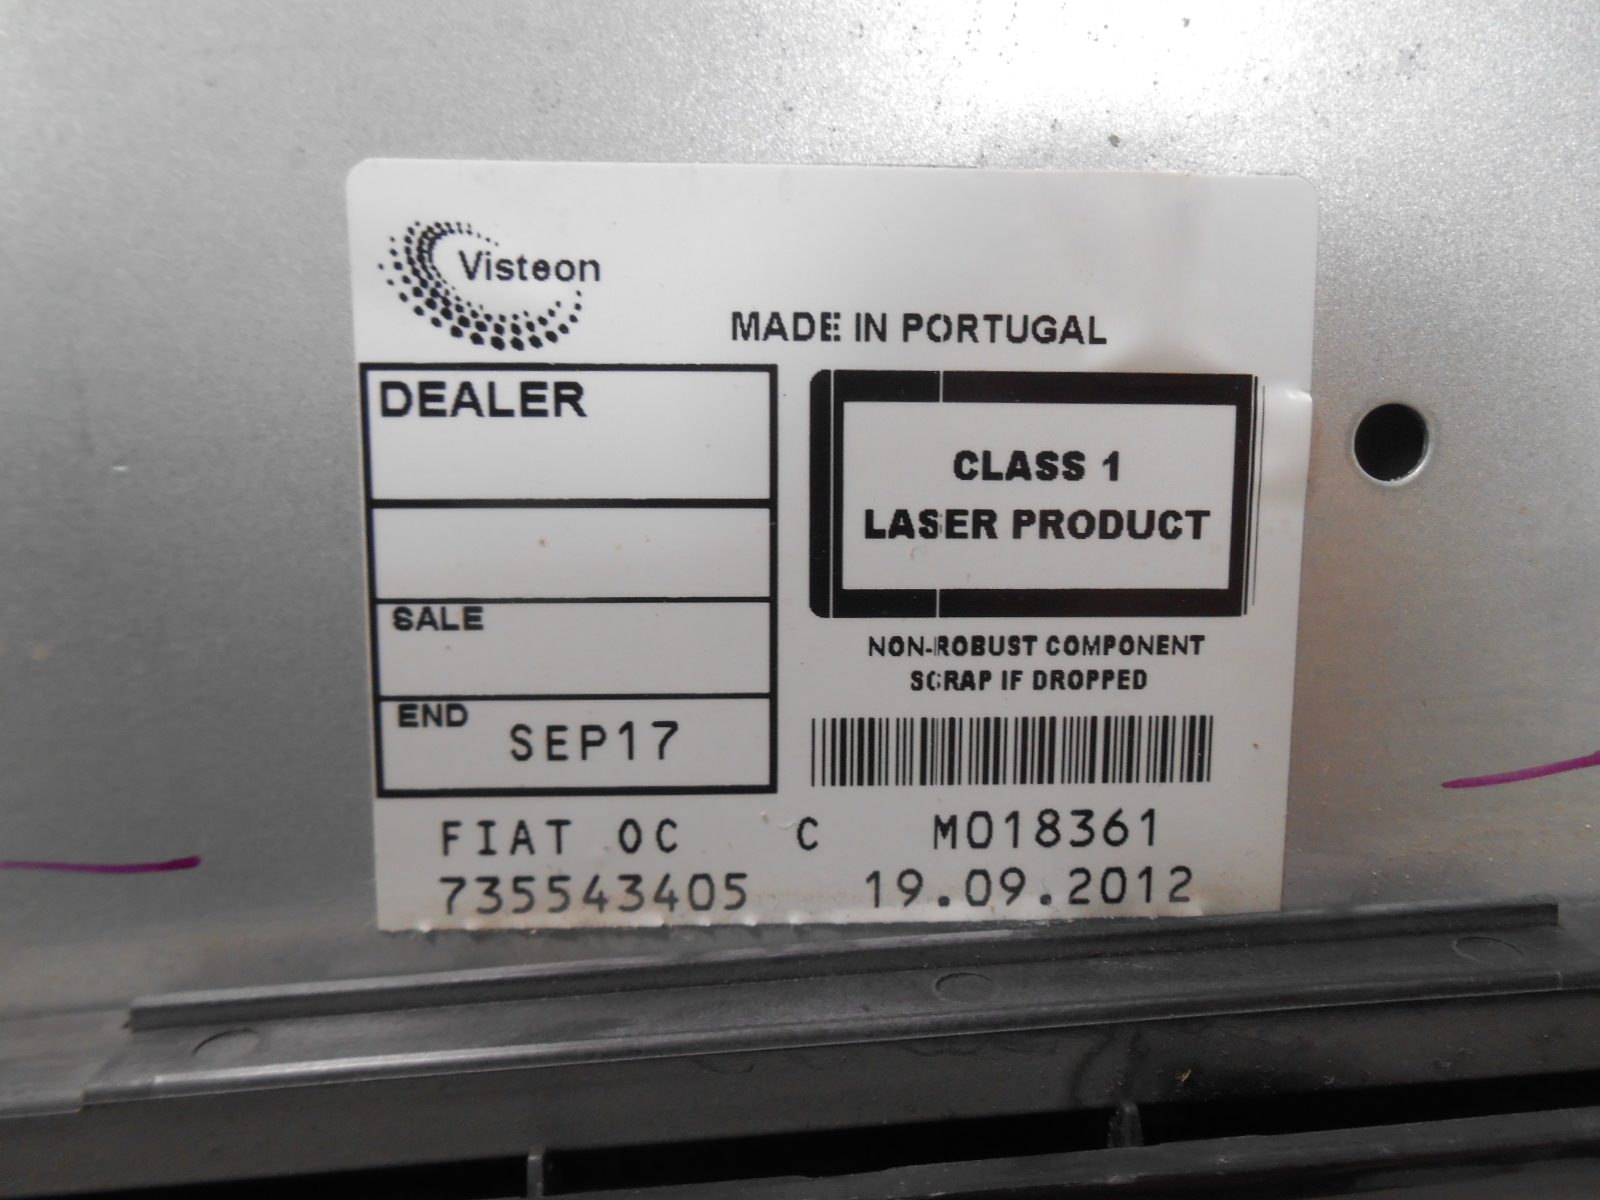 Visteon
MADE IN PORTUGAL
DEALER
CLASS 1
LASER PRODUCT
SALE
NON-ROBUST COMPONENT
SCRAP IF DROPPED
END SEP17
FIAT OC C M018361
735543405 19.09.2012